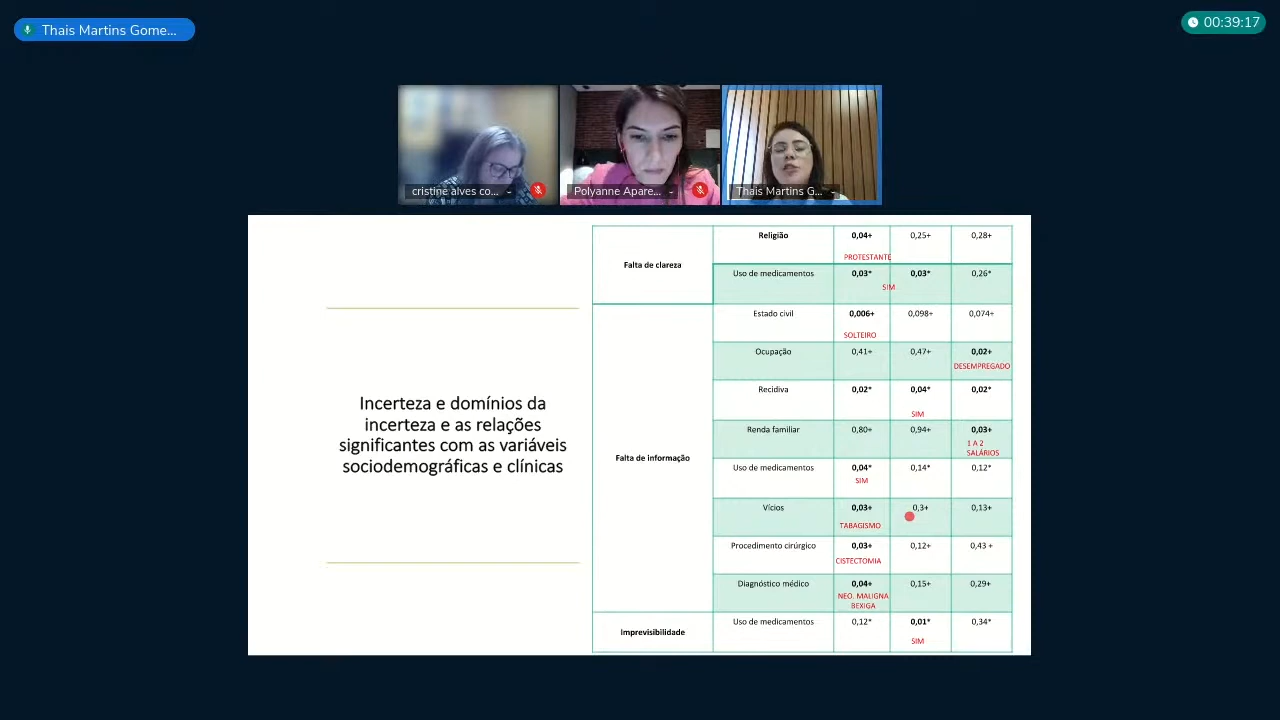 Thais Martins Gome...
00:39:17
cristine alves co...
Polyanne Apare...
Thais Martins G...
Incerteza e domínios da
incerteza e as relações
significantes com as variáveis
sociodemográficas e clínicas
Falta de clareza
Religião 0,04+ 0,25+ 0,28+
PROTESTANTE
Uso de medicamentos 0,03* 0,03* 0,26*
SIM
Falta de informação
Estado civil 0,006+ 0,098+ 0,074+
SOLTEIRO
Ocupação 0,41+ 0,47+ 0,02+
DESEMPREGADO
Recidiva 0,02* 0,04* 0,02*
SIM
Renda familiar 0,80+ 0,94+ 0,03+
1 A 2
SALÁRIOS
Uso de medicamentos 0,04* 0,14* 0,12*
SIM
Vícios 0,03+ 0,3+ 0,13+
TABAGISMO
Procedimento cirúrgico 0,03+ 0,12+ 0,43 +
CISTECTOMIA
Diagnóstico médico 0,04+ 0,15+ 0,29+
NEO. MALIGNA
BEXIGA
Imprevisibilidade
Uso de medicamentos 0,12* 0,01* 0,34*
SIM